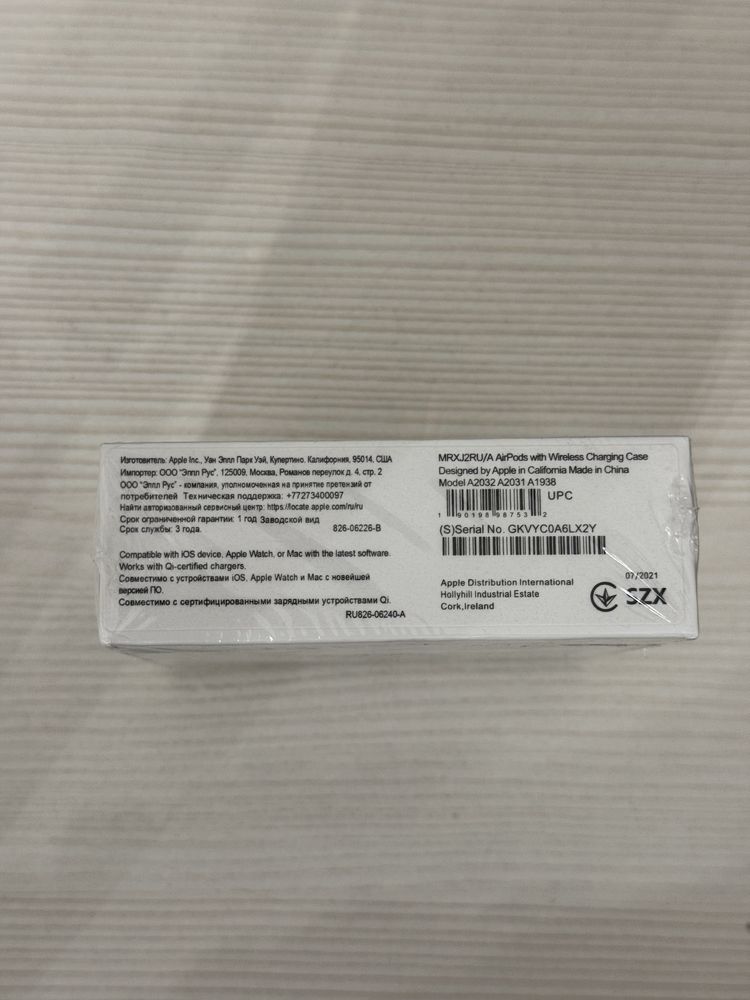 Изготовитель: Apple Inc., Уан Эппл Парк Уэй, Купертино. Калифорния, 95014, США
Импортер: ООО "Эппл Рус", 125009, Москва, Романов переулок д. 4, стр. 2
ООО "Эппл Рус" - компания, уполномоченная на принятие претензий от
потребителей Техническая поддержка: +77273400097
Найти авторизованный сервисный центр: https://locate.apple.com/ru/ru
Срок ограниченной гарантии: 1 год Заводской вид
Срок службы: 3 года.
826-06226-B
Compatible with iOS device, Apple Watch, or Mac with the latest software.
Works with Qi-certified chargers.
Совместимо с устройствами iOS, Apple Watch и Mac с новейшей
версией ПО.
Совместимо с сертифицированными зарядными устройствами Qi.
RU826-06240-A
MRXJ2RU/A AirPods with Wireless Charging Case
Designed by Apple in California Made in China
Model A2032 A2031 A1938
UPC
1 90198 98753 2
(S)Serial No. GKVYC0A6LX2Y
Apple Distribution International
Hollyhill Industrial Estate
Cork,Ireland
07/2021
SZX